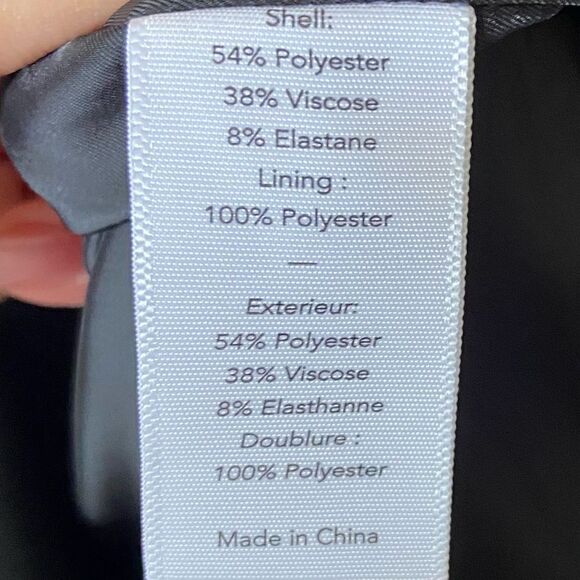 Shell:
54% Polyester
38% Viscose
8% Elastane
Lining :
100% Polyester
—
Exterieur:
54% Polyester
38% Viscose
8% Elasthanne
Doublure :
100% Polyester
Made in China